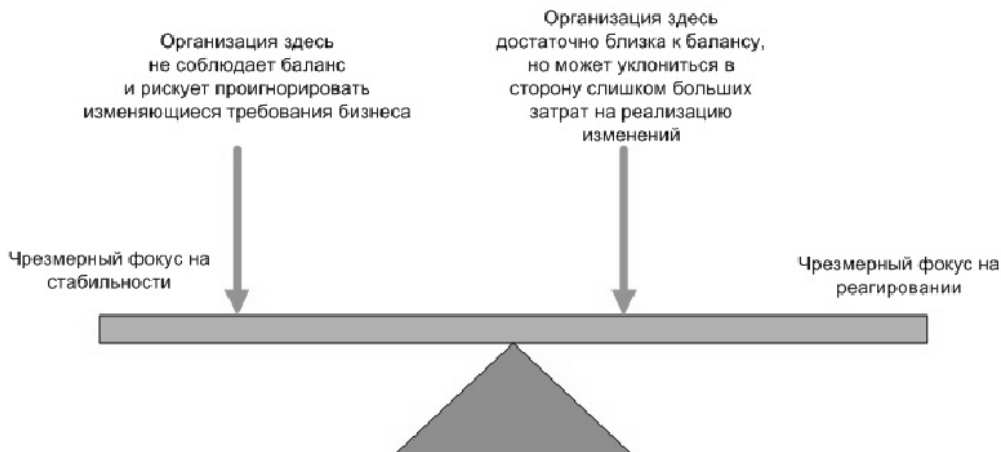 Организация здесь
не соблюдает баланс
и рискует проигнорировать
изменяющиеся требования бизнеса
Организация здесь
достаточно близка к балансу,
но может уклониться в
сторону слишком больших
затрат на реализацию
изменений
Чрезмерный фокус на
стабильности
Чрезмерный фокус на
реагировании